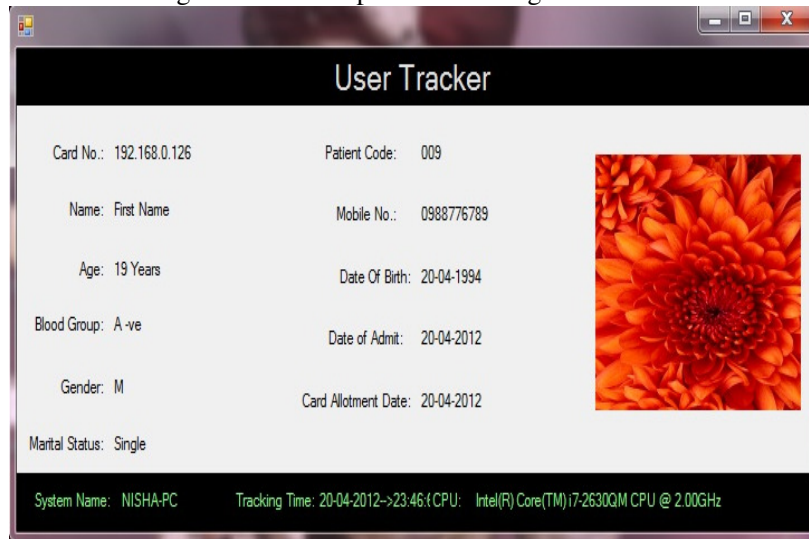 User Tracker
Card No.: 192.168.0.126 Patient Code: 009
Name: First Name Mobile No.: 0988776789
Age: 19 Years Date Of Birth: 20-04-1994
Blood Group: A -ve Date of Admit: 20-04-2012
Gender: M Card Allotment Date: 20-04-2012
Marital Status: Single
System Name: NISHA-PC Tracking Time: 20-04-2012-->23:46: CPU: Intel(R) Core(TM) i7-2630QM CPU @ 2.00GHz